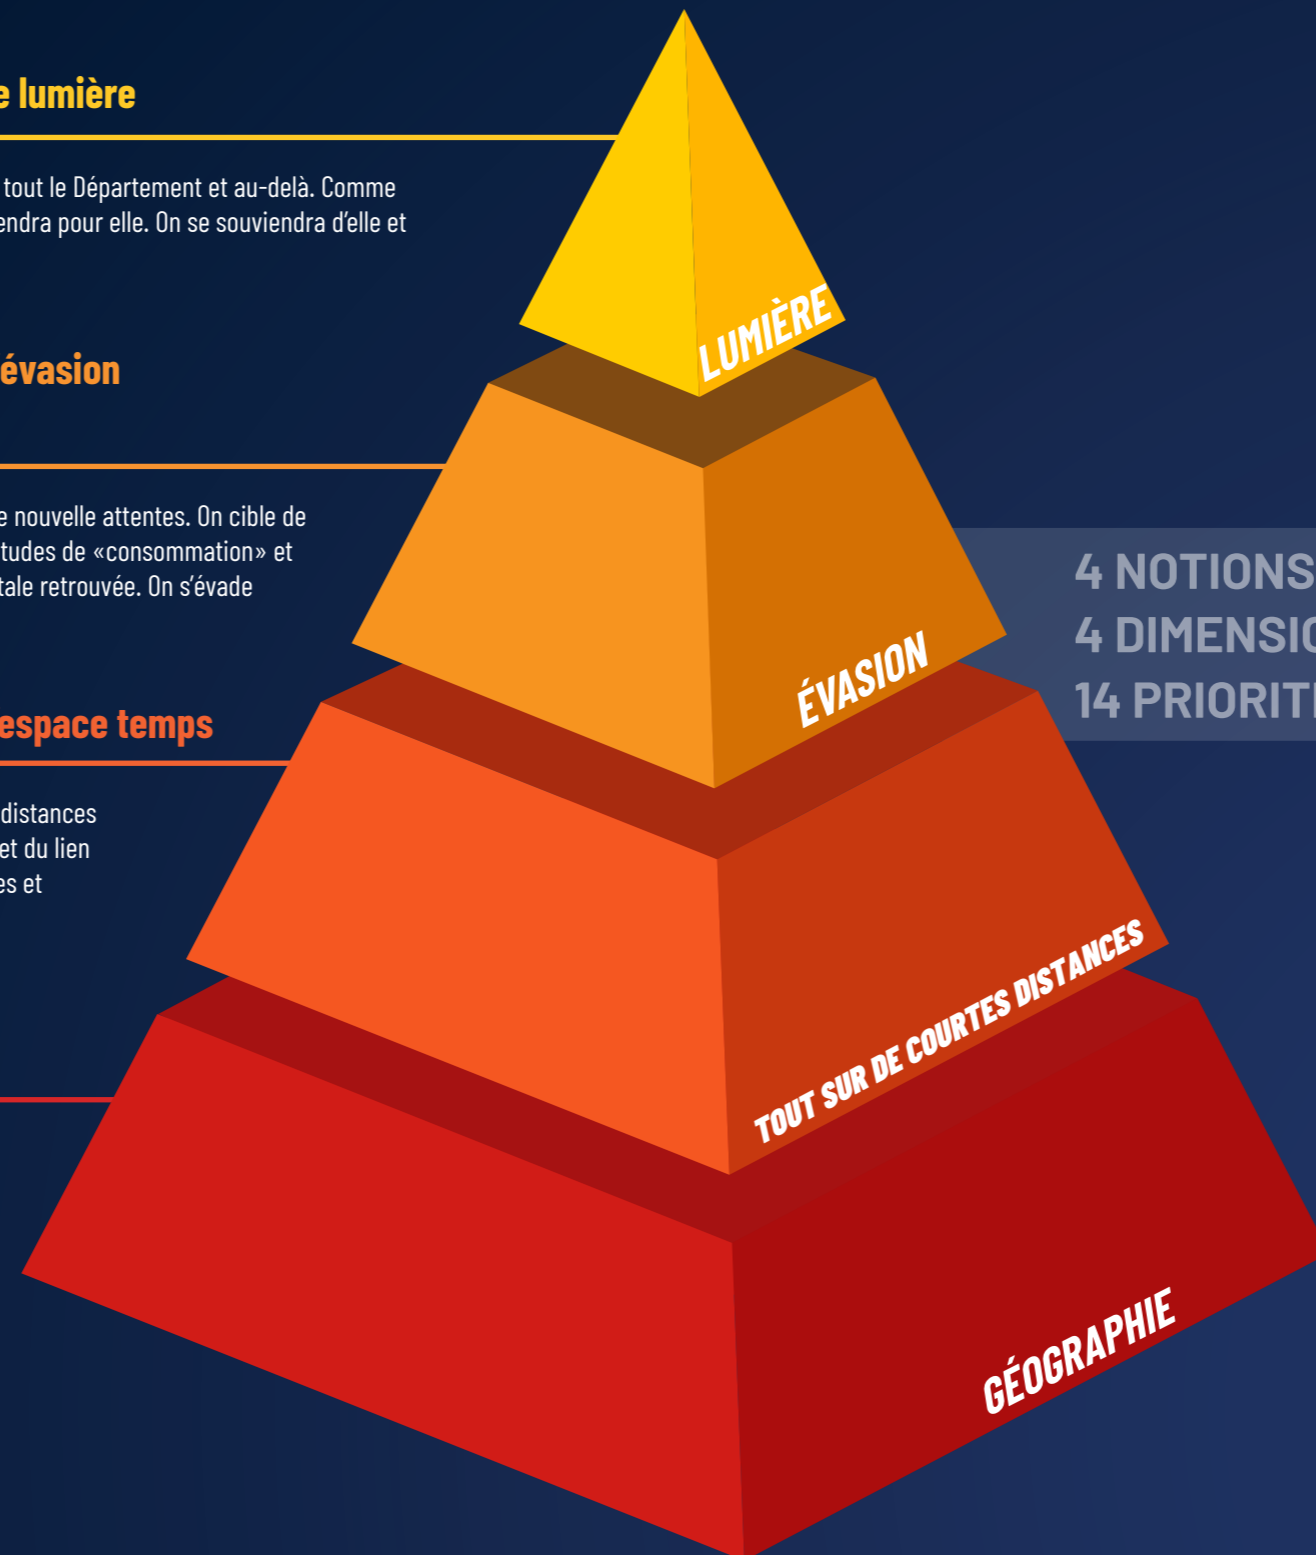 e lumière
tout le Département et au-delà. Comme
endra pour elle. On se souviendra d'elle et
LUMIÈRE
évasion
e nouvelle attentes. On cible de
tudes de «consommation» et
tale retrouvée. On s'évade
4 NOTIONS
4 DIMENSIO
14 PRIORIT
ÉVASION
espace temps
distances
et du lien
es et
TOUT SUR DE COURTES DISTANCES
GÉOGRAPHIE